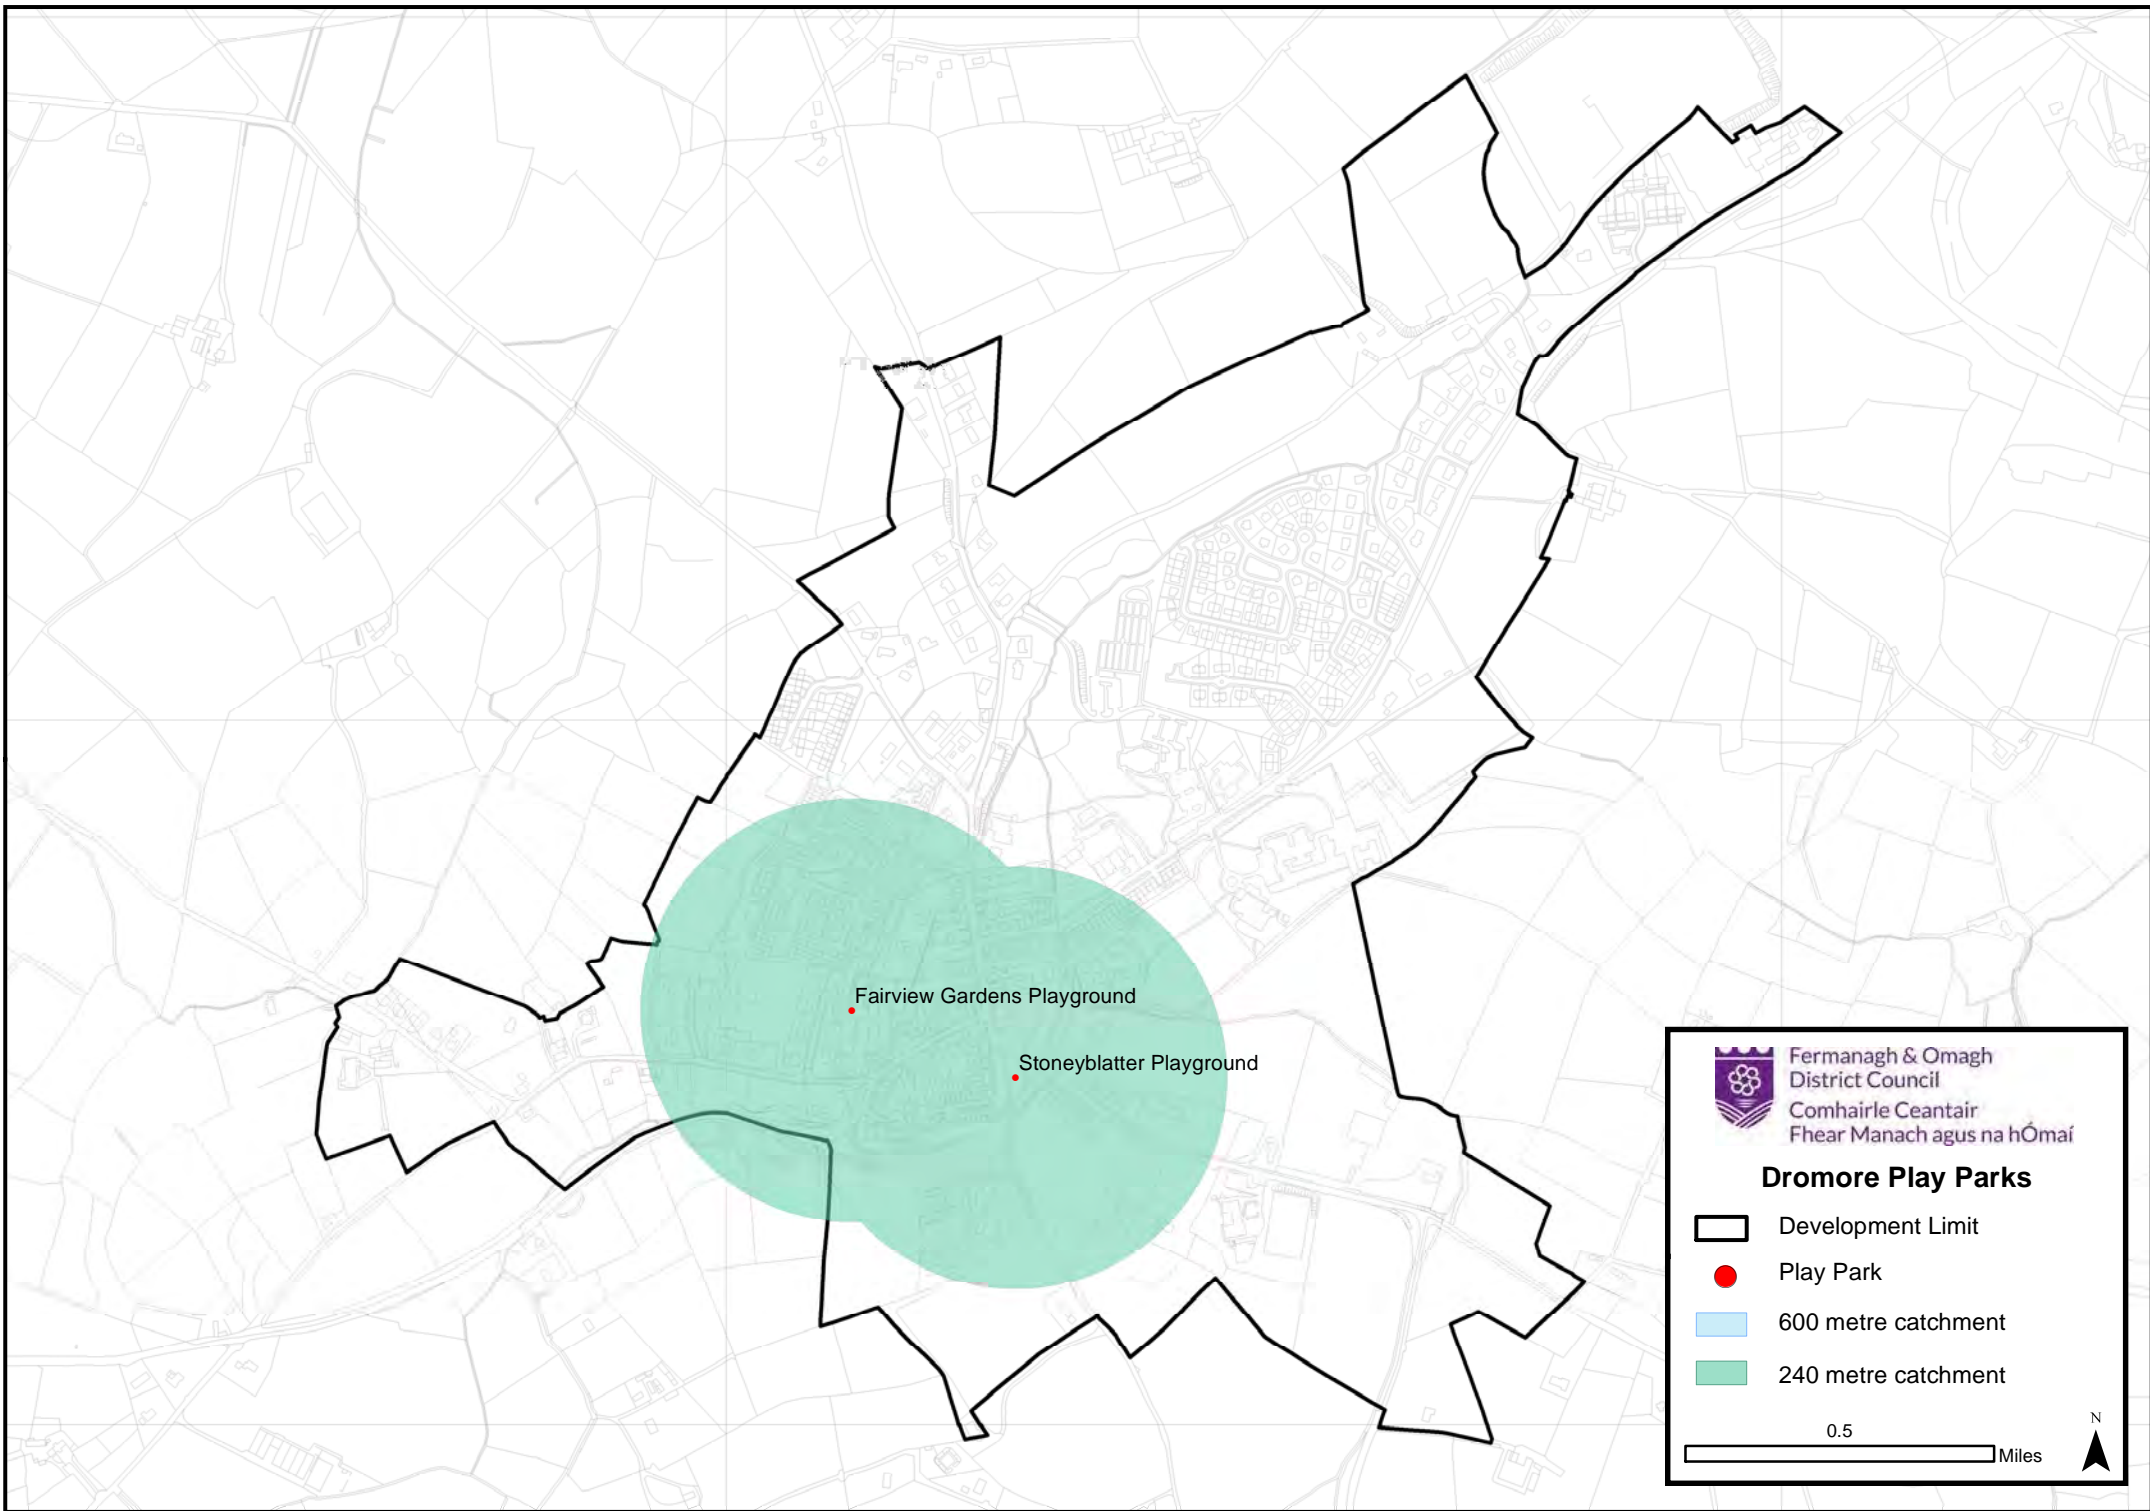 Fairview Gardens Playground
Stoneyblatter Playground
Fermanagh & Omagh
District Council
Comhairle Ceantair
Fhear Manach agus na hÓmaí
Dromore Play Parks
Development Limit
Play Park
600 metre catchment
240 metre catchment
0.5
Miles
N